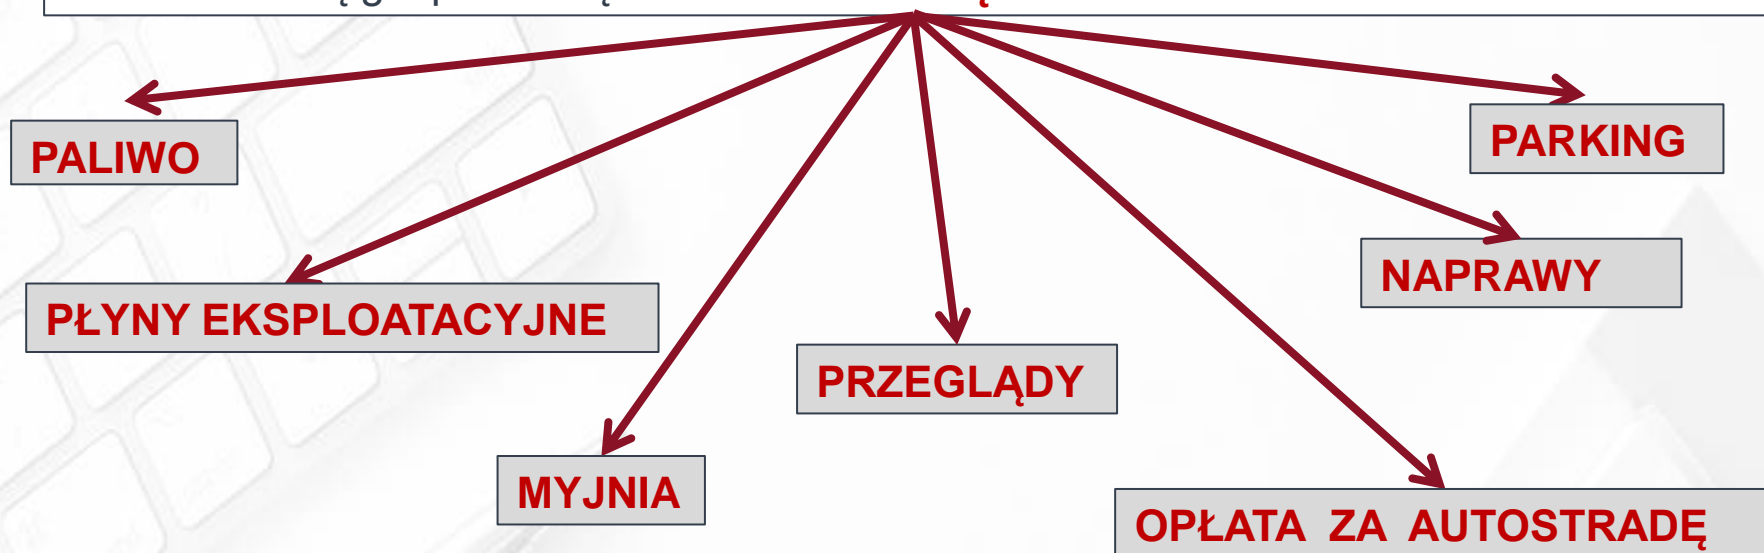 PALIWO
PARKING
NAPRAWY
PŁYNY EKSPLOATACYJNE
PRZEGLĄDY
MYJNIA
OPŁATA ZA AUTOSTRADĘ